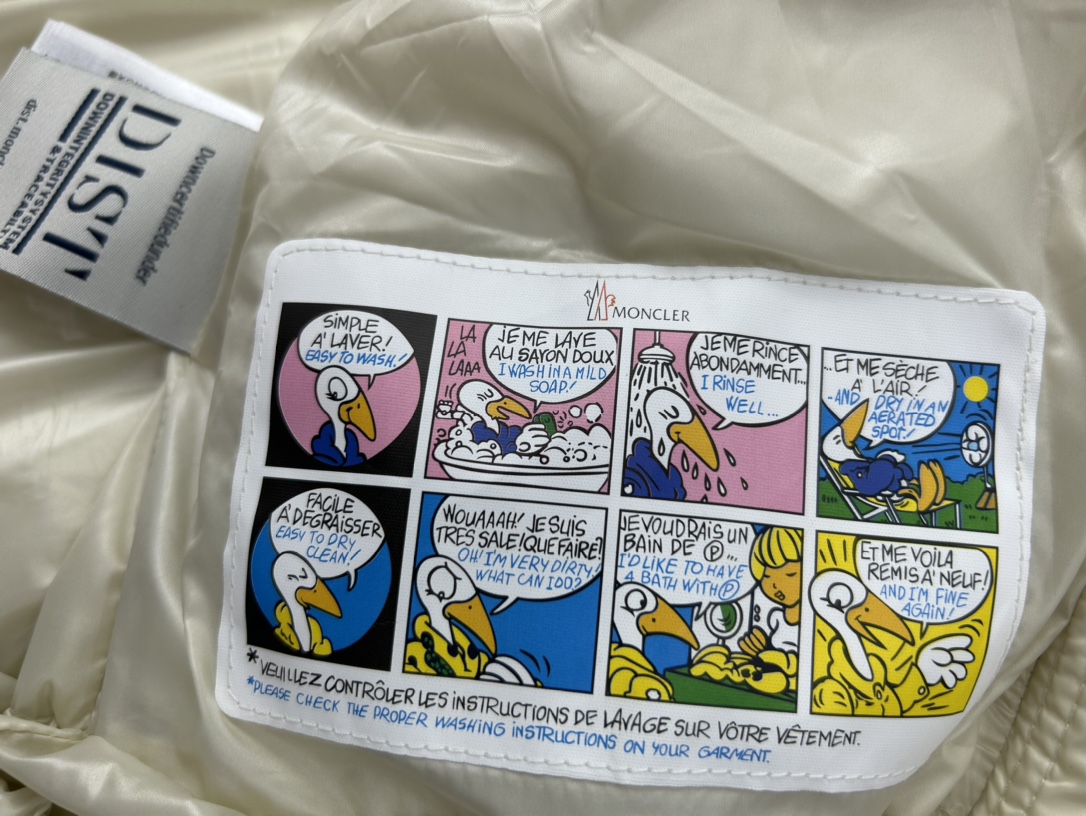 Downcertifiedunder
DIST
DOWNINTEGRITYSYSTEM
&TRACEABILITY
MONCLER
SiMPLE
A' LAVER!
EASY TO WASH!
LA
LA
LAAA
JE ME LAVE
AU SAVON DOUX
I WASH IN A MILD
SOAP!
JE ME RINCE
ABONDAMMENT...
I RINSE
WELL...
...ET ME SÈCHE
A' L'AIR!
-AND I DRY IN AN
AERATED
SPOT!
FACILE
A' DEGRAISSER
EASY TO DRY
CLEAN!
WOUAAAH! JE SUIS
TRES SALE! QUE FAIRE!
OH! I'M VERY DIRTY!
WHAT CAN I DO?
JE VOUDRAIS UN
BAIN DE Ⓟ...
I'D LIKE TO HAVE
A BATH WITH Ⓟ
ET ME VOILA
REMIS A' NEUF!
AND I'M FINE
AGAIN!
*VEUILLEZ CONTRÔLER LES INSTRUCTIONS DE LAVAGE SUR VÔTRE VÊTEMENT.
*PLEASE CHECK THE PROPER WASHING INSTRUCTIONS ON YOUR GARMENT.